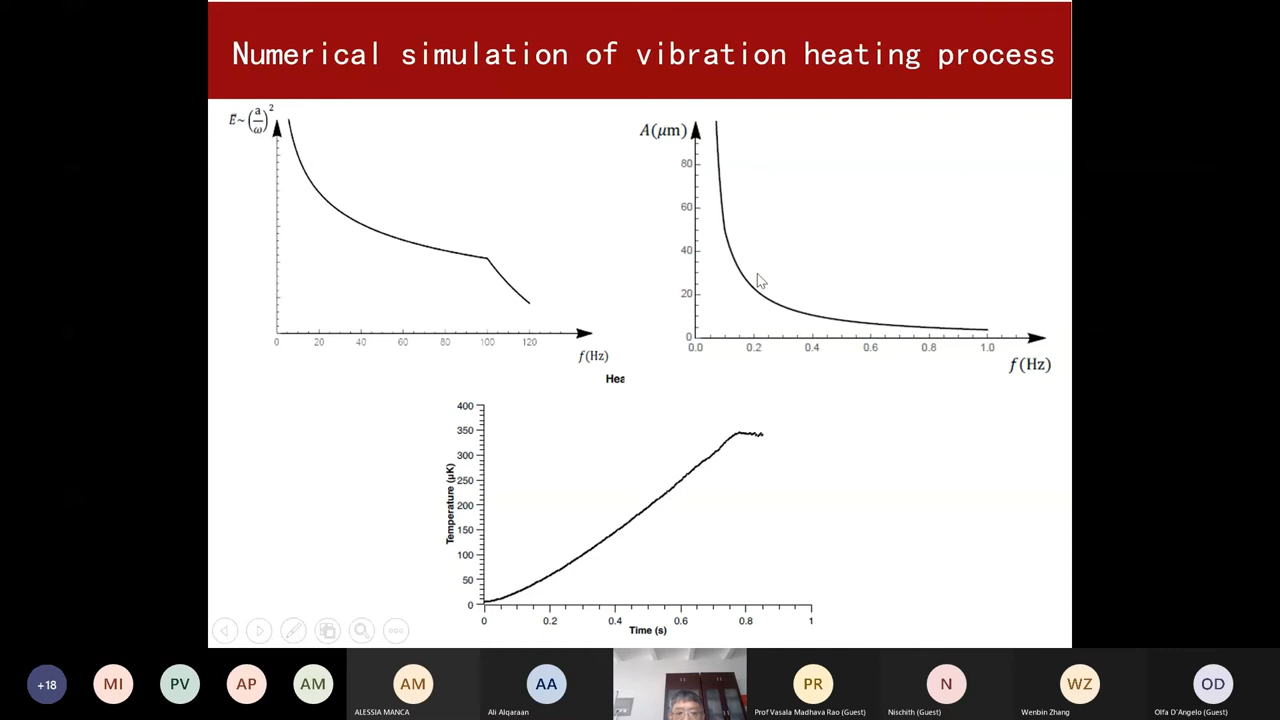 Numerical simulation of vibration heating process
Ē~(a/ω)²
0 20 40 60 80 100 120
f(Hz)
A(μm)
80
60
40
20
0
0.0 0.2 0.4 0.6 0.8 1.0
f(Hz)
Hea
Temperature (μK)
400
350
300
250
200
150
100
50
0
0 0.2 0.4 0.6 0.8 1
Time (s)
+18 MI PV AP AM AM AA PR N WZ OD
ALESSIA MANCA
Ali Alqaraan
Prof Vasala Madhava Rao (Guest)
Nischith (Guest)
Wenbin Zhang
Olfa D'Angelo (Guest)